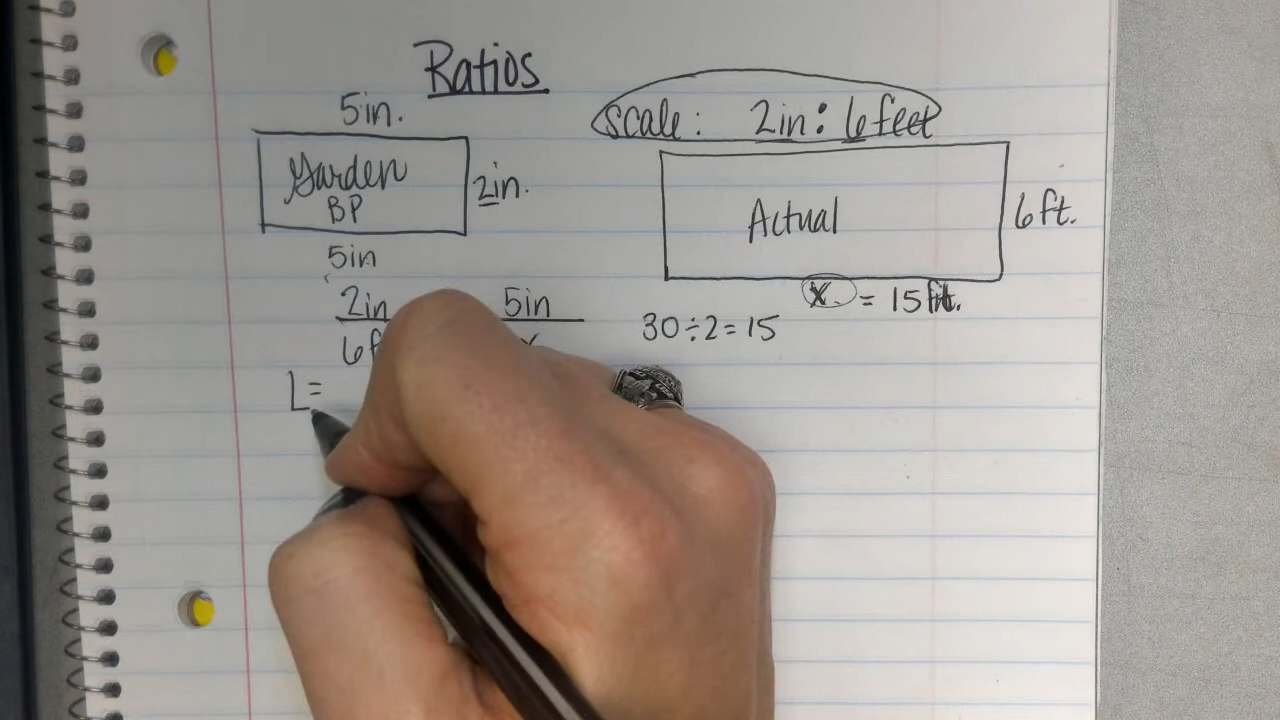 Ratios
5in.
scale: 2in: 6feet
Garden
BP
2in.
Actual
6ft.
5in
x = 15ft.
2in
5in
30÷2=15
L=